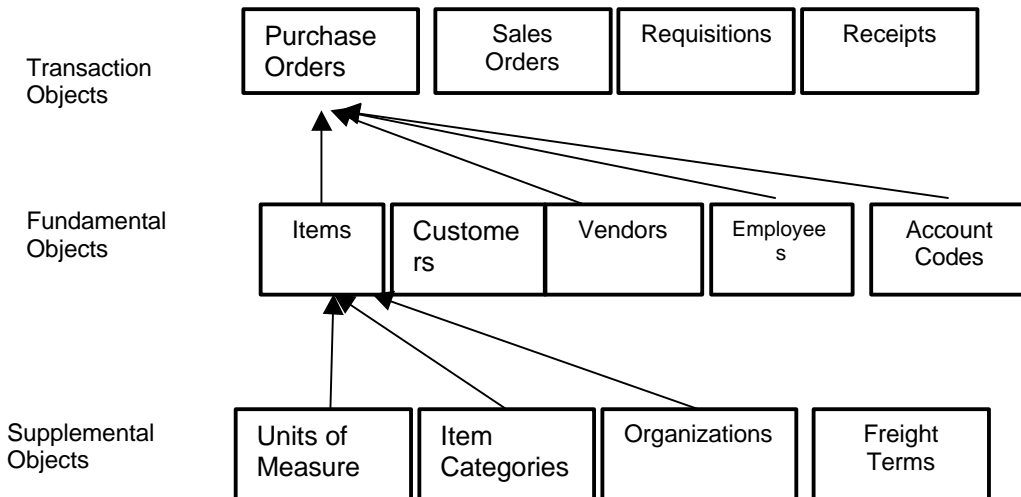 Transaction
Objects
Purchase
Orders
Sales
Orders
Requisitions
Receipts
Fundamental
Objects
Items
Custome
rs
Vendors
Employee
s
Account
Codes
Supplemental
Objects
Units of
Measure
Item
Categories
Organizations
Freight
Terms